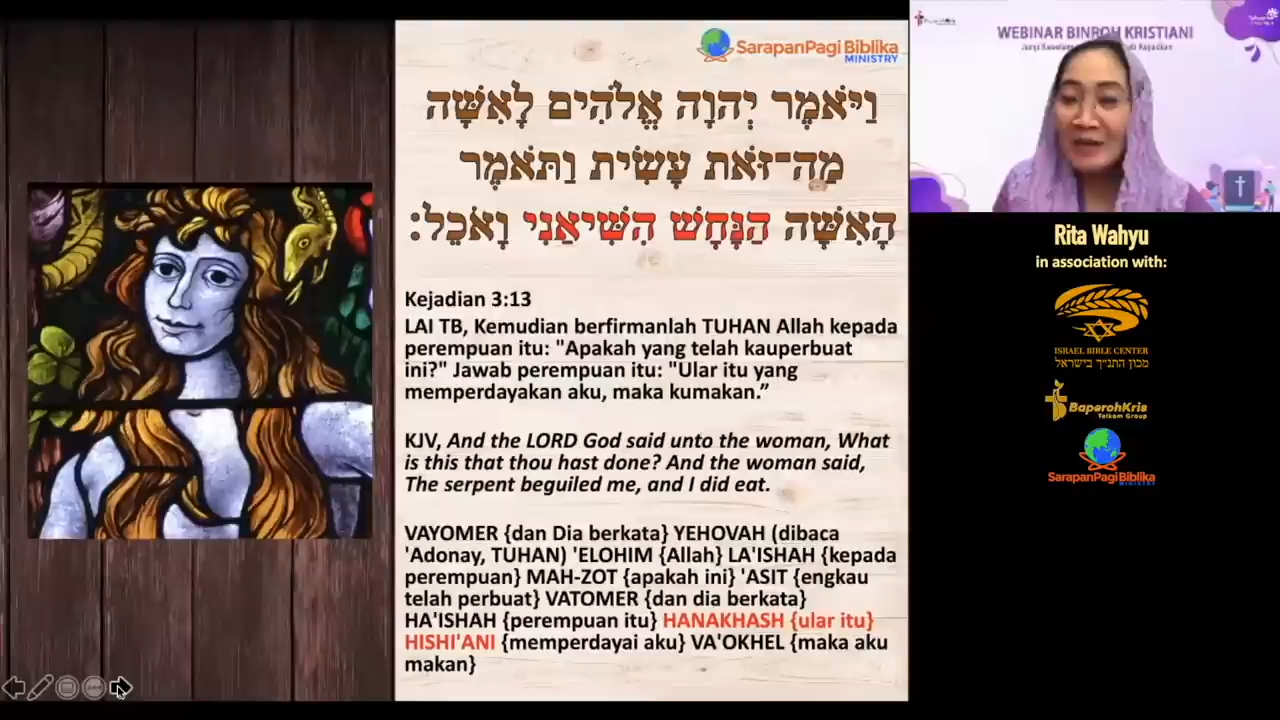 SarapanPagi Biblika
MINISTRY
וַיֹּאמֶר יְהוָה אֱלֹהִים לָאִשָּׁה
מַה־זֹּאת עָשִׂית וַתֹּאמֶר
הָאִשָּׁה הַנָּחָשׁ הִשִּׁיאַנִי וָאֹכֵל׃
Kejadian 3:13
LAI TB, Kemudian berfirmanlah TUHAN Allah kepada
perempuan itu: "Apakah yang telah kauperbuat
ini?" Jawab perempuan itu: "Ular itu yang
memperdayakan aku, maka kumakan.”
KJV, And the LORD God said unto the woman, What
is this that thou hast done? And the woman said,
The serpent beguiled me, and I did eat.
VAYOMER {dan Dia berkata} YEHOVAH (dibaca
'Adonay, TUHAN) 'ELOHIM {Allah} LA'ISHAH {kepada
perempuan} MAH-ZOT {apakah ini} 'ASIT {engkau
telah perbuat} VATOMER {dan dia berkata}
HA'ISHAH {perempuan itu} HANAKHASH {ular itu}
HISHI'ANI {memperdayai aku} VA'OKHEL {maka aku
makan}
WEBINAR BINROH KRISTIANI
Rita Wahyu
in association with:
ISRAEL BIBLE CENTER
מכון התנ״ך בישראל
BaperohKris
Telkom Group
SarapanPagi Biblika
MINISTRY